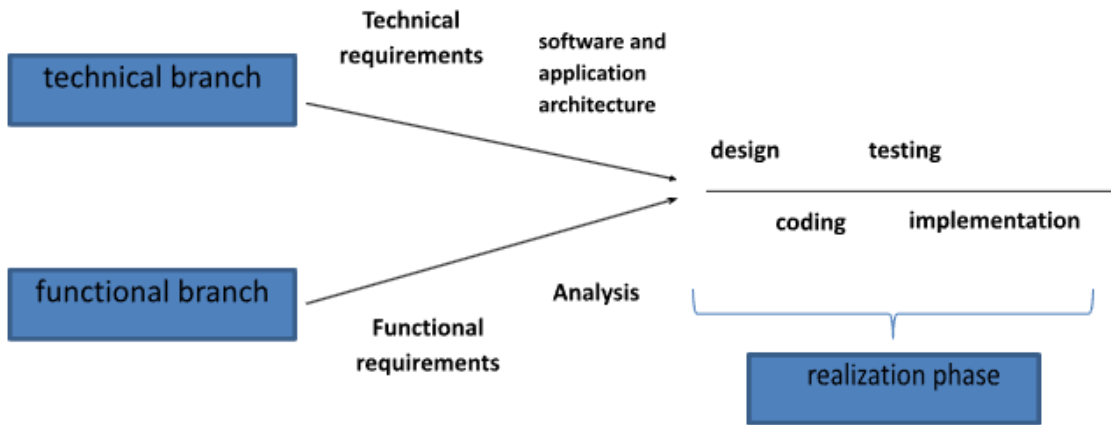 technical branch
Technical
requirements
software and
application
architecture
design
testing
coding
implementation
functional branch
Functional
requirements
Analysis
realization phase